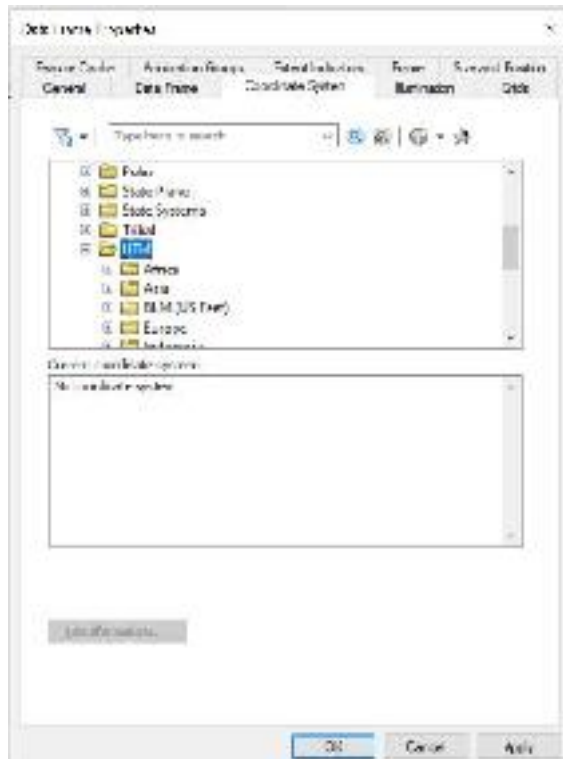 Data Frame Properties
Feature Cache Annotation Groups Extent Indicators Frame Size and Position
General Data Frame Coordinate System Illumination Grids
Type here to search
Polar
State Plane
State Systems
UTM
Africa
Asia
BLM (US Feet)
Europe
Indonesia
Current coordinate system:
No coordinate system
Transformations...
OK Cancel Apply